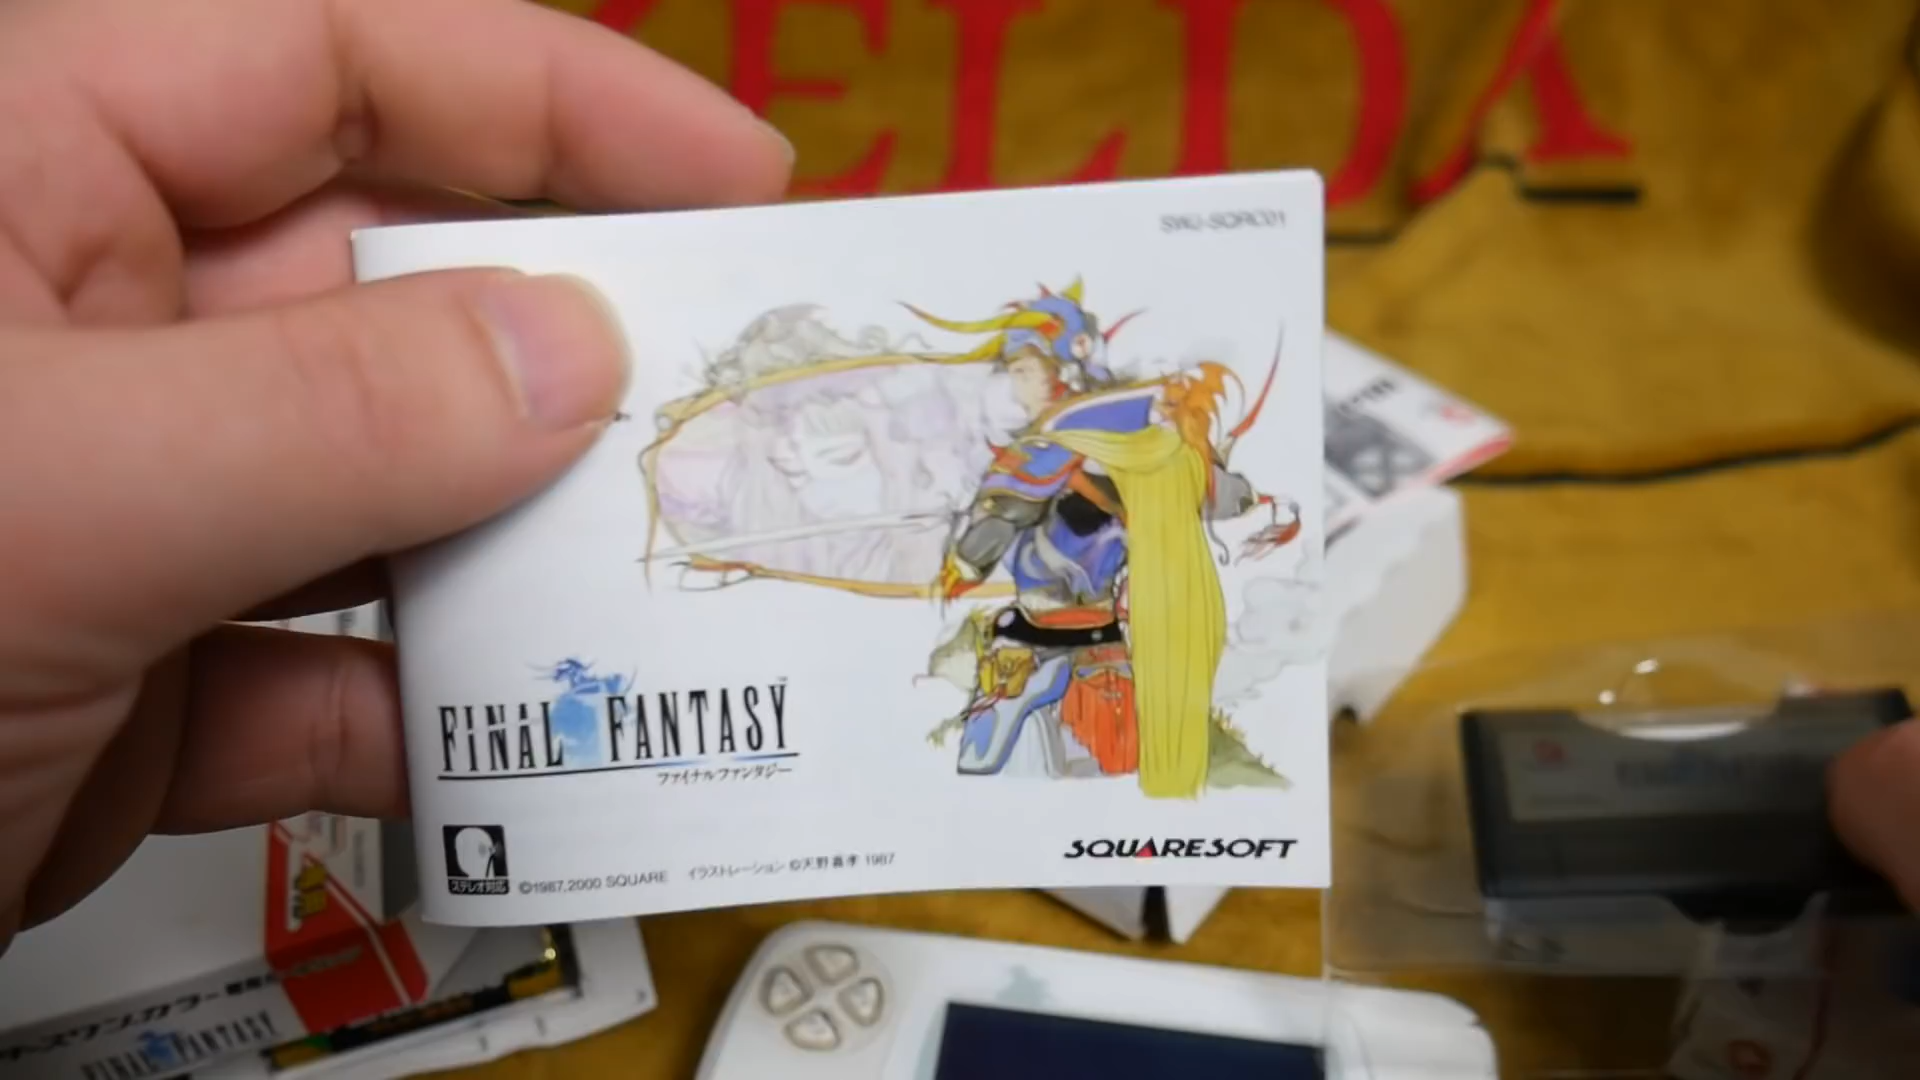 ZELDA
SWJ-SQRC01
FINAL FANTASY™
ファイナルファンタジー
ステレオ対応
©1987,2000 SQUARE イラストレーション ©天野喜孝 1987
SQUARESOFT
FINAL FANTASY